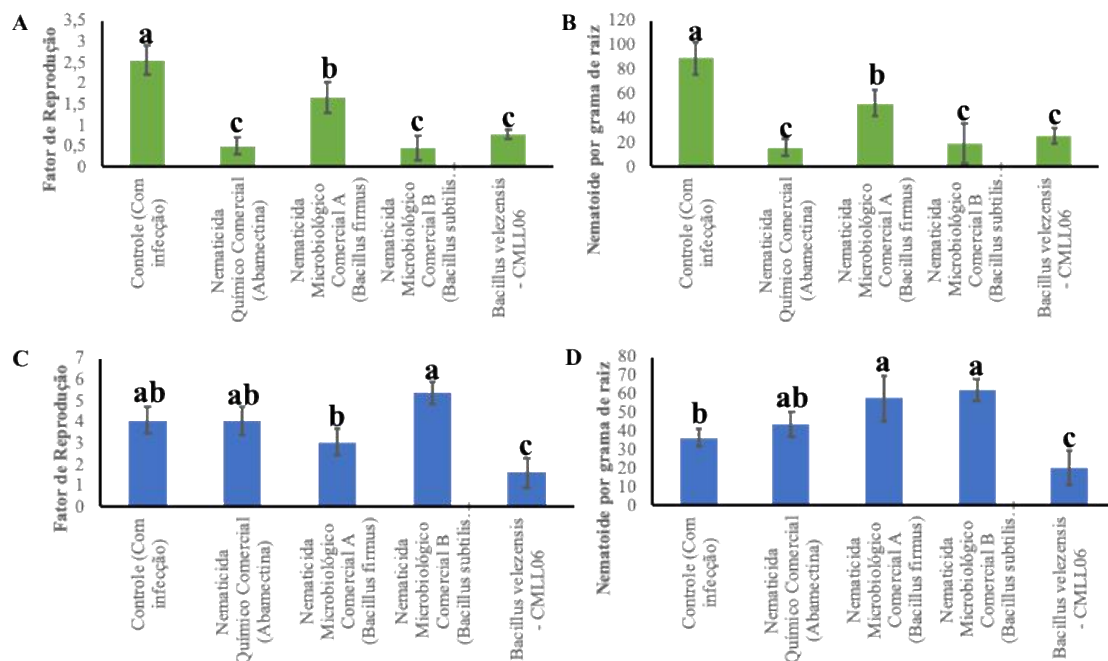 A
Fator de Reprodução
3,5
3
2,5
2
1,5
1
0,5
0
a
c
b
c
c
Controle (Com
infecção)
Nematicida
Químico Comercial
(Abamectina)
Nematicida
Microbiológico
Comercial A
(Bacillus firmus)
Nematicida
Microbiológico
Comercial B
(Bacillus subtilis...
Bacillus velezensis
- CMLL06
B
Nematoide por grama de raiz
120
100
80
60
40
20
0
a
c
b
c
c
Controle (Com
infecção)
Nematicida
Químico Comercial
(Abamectina)
Nematicida
Microbiológico
Comercial A
(Bacillus firmus)
Nematicida
Microbiológico
Comercial B
(Bacillus subtilis...
Bacillus velezensis
- CMLL06
C
Fator de Reprodução
7
6
5
4
3
2
1
0
ab
ab
b
a
c
Controle (Com
infecção)
Nematicida
Químico Comercial
(Abamectina)
Nematicida
Microbiológico
Comercial A
(Bacillus firmus)
Nematicida
Microbiológico
Comercial B
(Bacillus subtilis...
Bacillus velezensis
- CMLL06
D
Nematoide por grama de raiz
80
70
60
50
40
30
20
10
0
b
ab
a
a
c
Controle (Com
infecção)
Nematicida
Químico Comercial
(Abamectina)
Nematicida
Microbiológico
Comercial A
(Bacillus firmus)
Nematicida
Microbiológico
Comercial B
(Bacillus subtilis...
Bacillus velezensis
- CMLL06